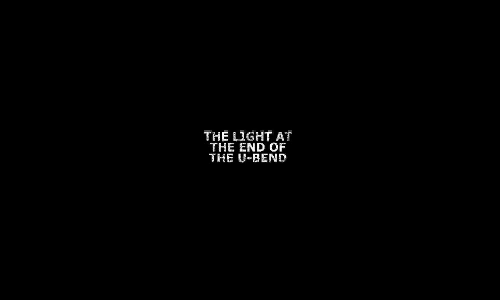 THE LIGHT AT
THE END OF
THE U-BEND